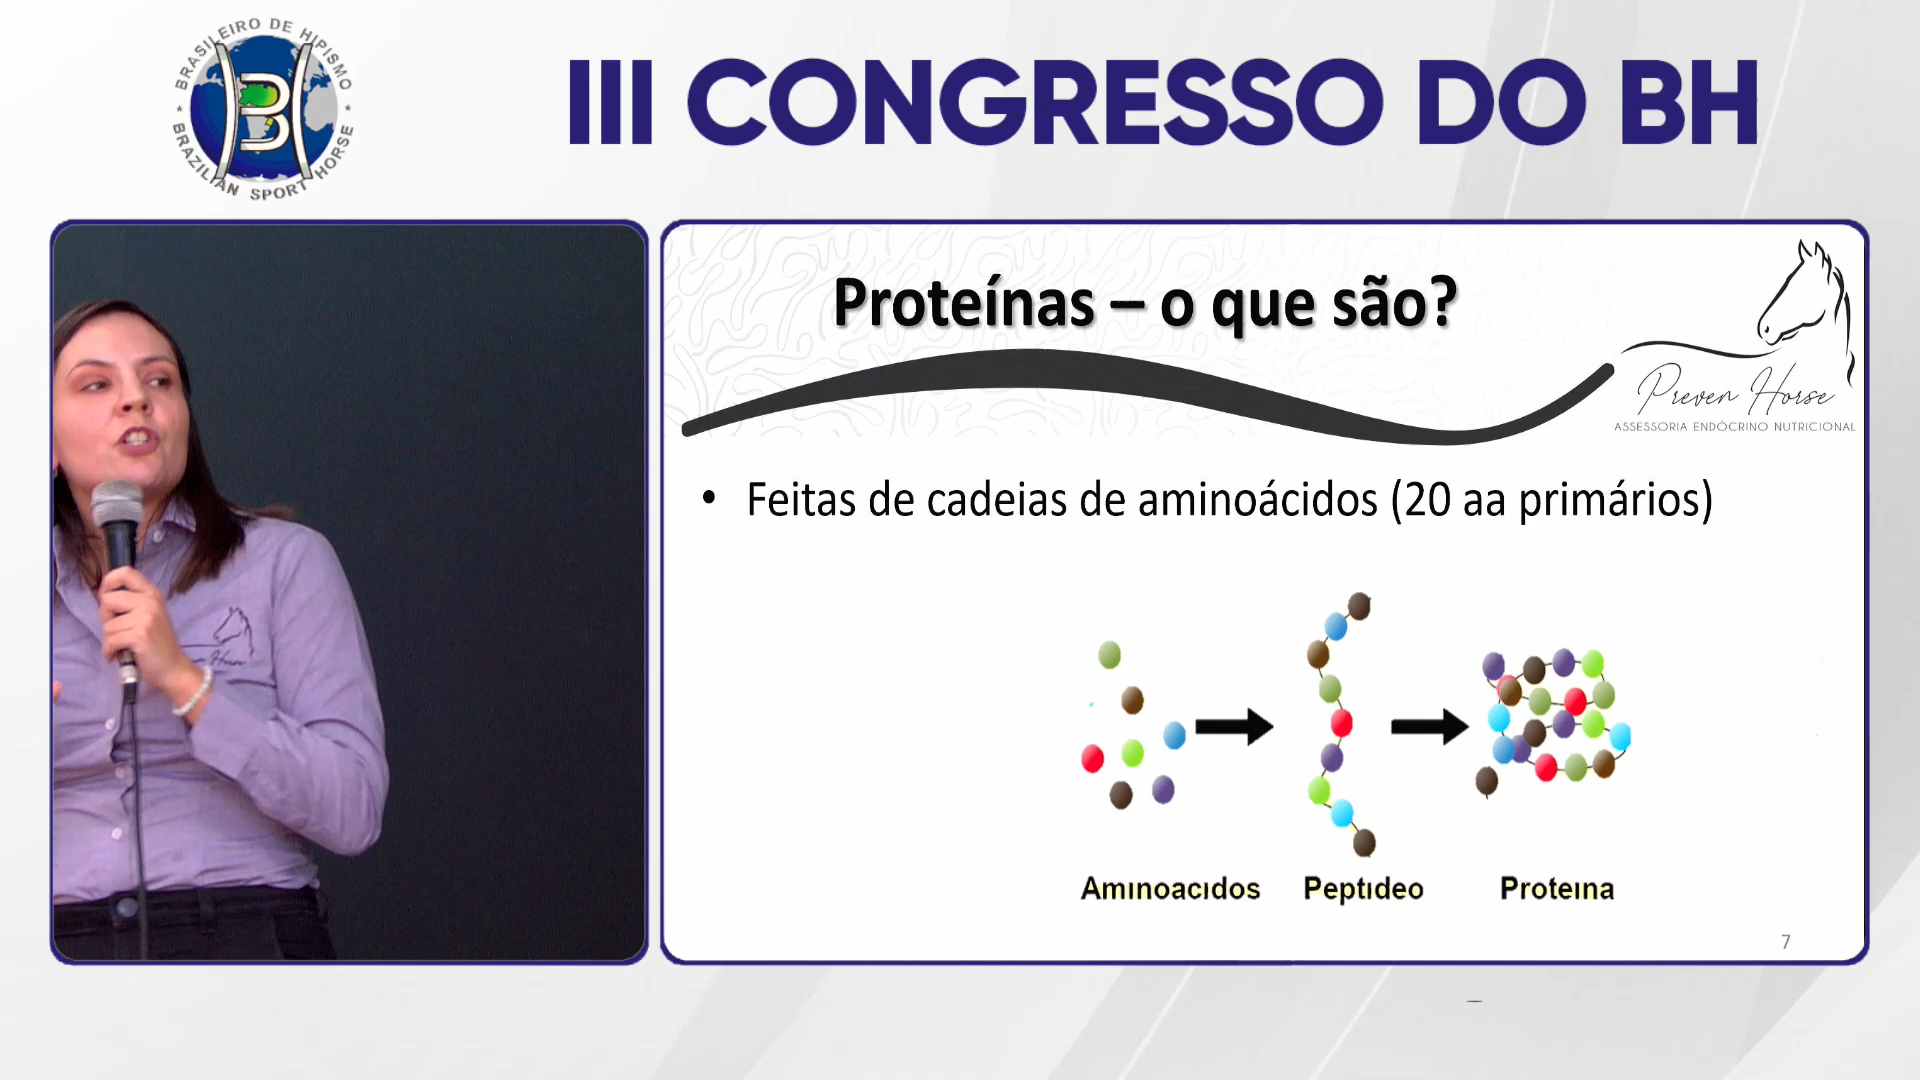 BRASILEIRO DE HIPISMO
BRAZILIAN SPORT HORSE
B
III CONGRESSO DO BH
Proteínas – o que são?
Preven Horse
ASSESSORIA ENDÓCRINO NUTRICIONAL
• Feitas de cadeias de aminoácidos (20 aa primários)
Aminoacidos Peptideo Proteina
7